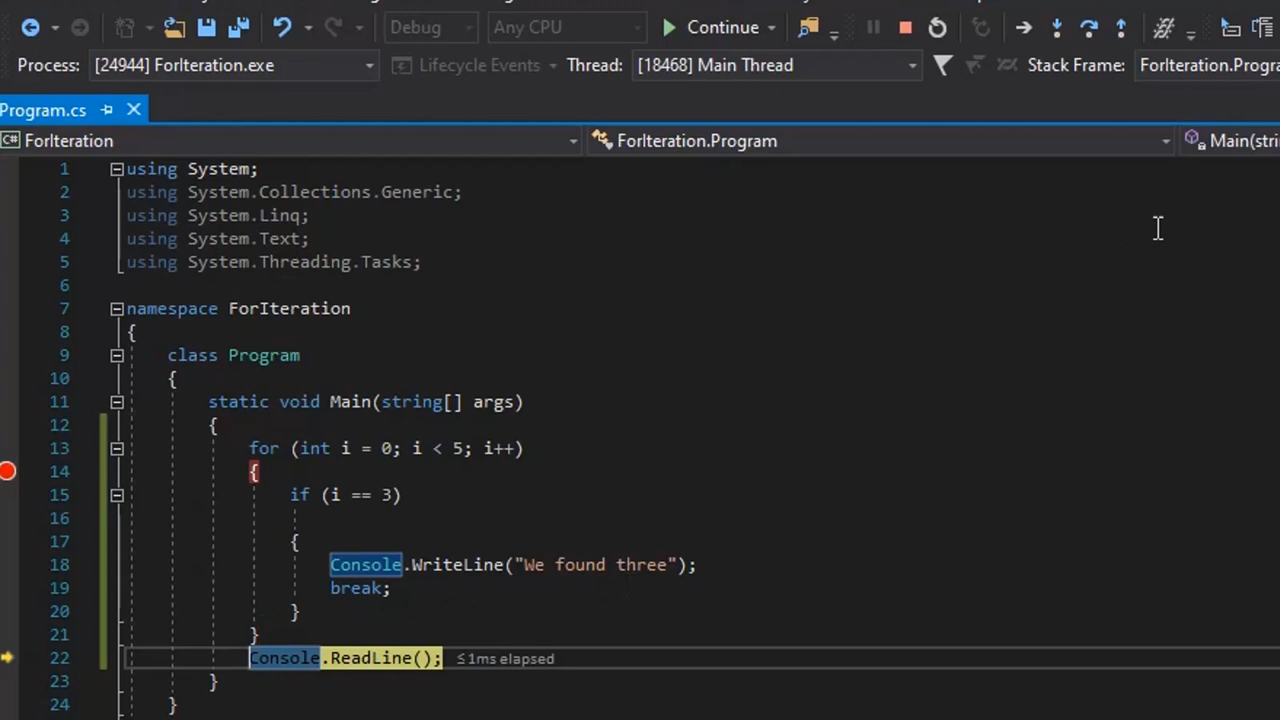 Debug Any CPU Continue
Process: [24944] ForIteration.exe Lifecycle Events Thread: [18468] Main Thread Stack Frame: ForIteration.Progra
Program.cs
C# ForIteration ForIteration.Program Main(stri
1 using System;
2 using System.Collections.Generic;
3 using System.Linq;
4 using System.Text;
5 using System.Threading.Tasks;
6
7 namespace ForIteration
8 {
9 class Program
10 {
11 static void Main(string[] args)
12 {
13 for (int i = 0; i < 5; i++)
14 {
15 if (i == 3)
16
17 {
18 Console.WriteLine("We found three");
19 break;
20 }
21 }
22 Console.ReadLine(); ≤1ms elapsed
23 }
24 }